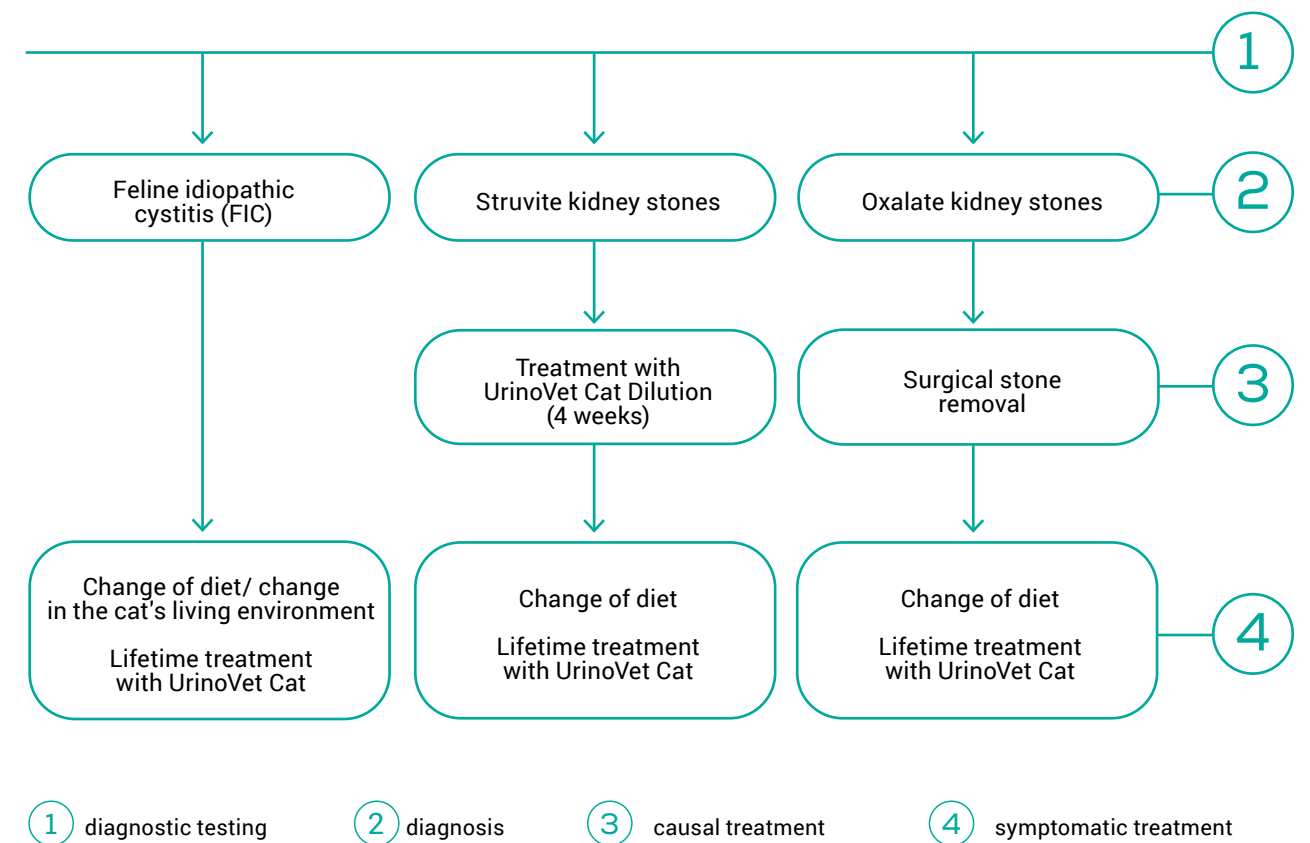 1
Feline idiopathic
cystitis (FIC)
Struvite kidney stones
Oxalate kidney stones
2
Treatment with
UrinoVet Cat Dilution
(4 weeks)
Surgical stone
removal
3
Change of diet/ change
in the cat's living environment
Lifetime treatment
with UrinoVet Cat
Change of diet
Lifetime treatment
with UrinoVet Cat
Change of diet
Lifetime treatment
with UrinoVet Cat
4
1 diagnostic testing
2 diagnosis
3 causal treatment
4 symptomatic treatment